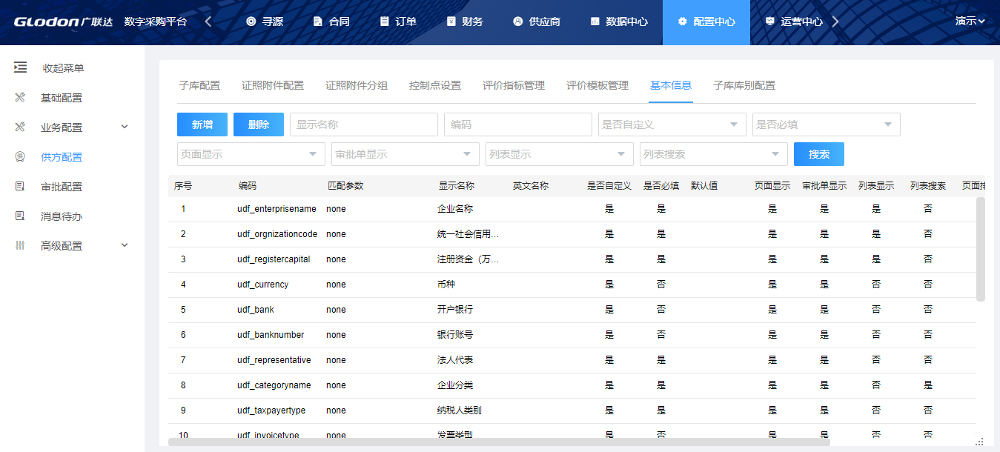 GLODON 广联达 数字采购平台 寻源 合同 订单 财务 供应商 数据中心 配置中心 运营中心 演示
收起菜单
基础配置
业务配置
供方配置
审批配置
消息待办
高级配置
子库配置 证照附件配置 证照附件分组 控制点设置 评价指标管理 评价模板管理 基本信息 子库库别配置
新增 删除 显示名称 编码 是否自定义 是否必填
页面显示 审批单显示 列表显示 列表搜索 搜索
序号 编码 匹配参数 显示名称 英文名称 是否自定义 是否必填 默认值 页面显示 审批单显示 列表显示 列表搜索 页面排
1 udf_enterprisename none 企业名称 是 是 是 是 是 否
2 udf_orgnizationcode none 统一社会信用... 是 是 是 是 是 否
3 udf_registercapital none 注册资金（万... 是 是 是 是 是 否
4 udf_currency none 币种 是 否 是 是 否 否
5 udf_bank none 开户银行 是 否 是 是 否 否
6 udf_banknumber none 银行账号 是 否 是 是 否 否
7 udf_representative none 法人代表 是 是 是 是 否 否
8 udf_categoryname none 企业分类 是 是 是 是 否 是
9 udf_taxpayertype none 纳税人类别 是 是 是 是 否 否
10 udf_invoicetype none 发票类型 是 否 是 是 否 否